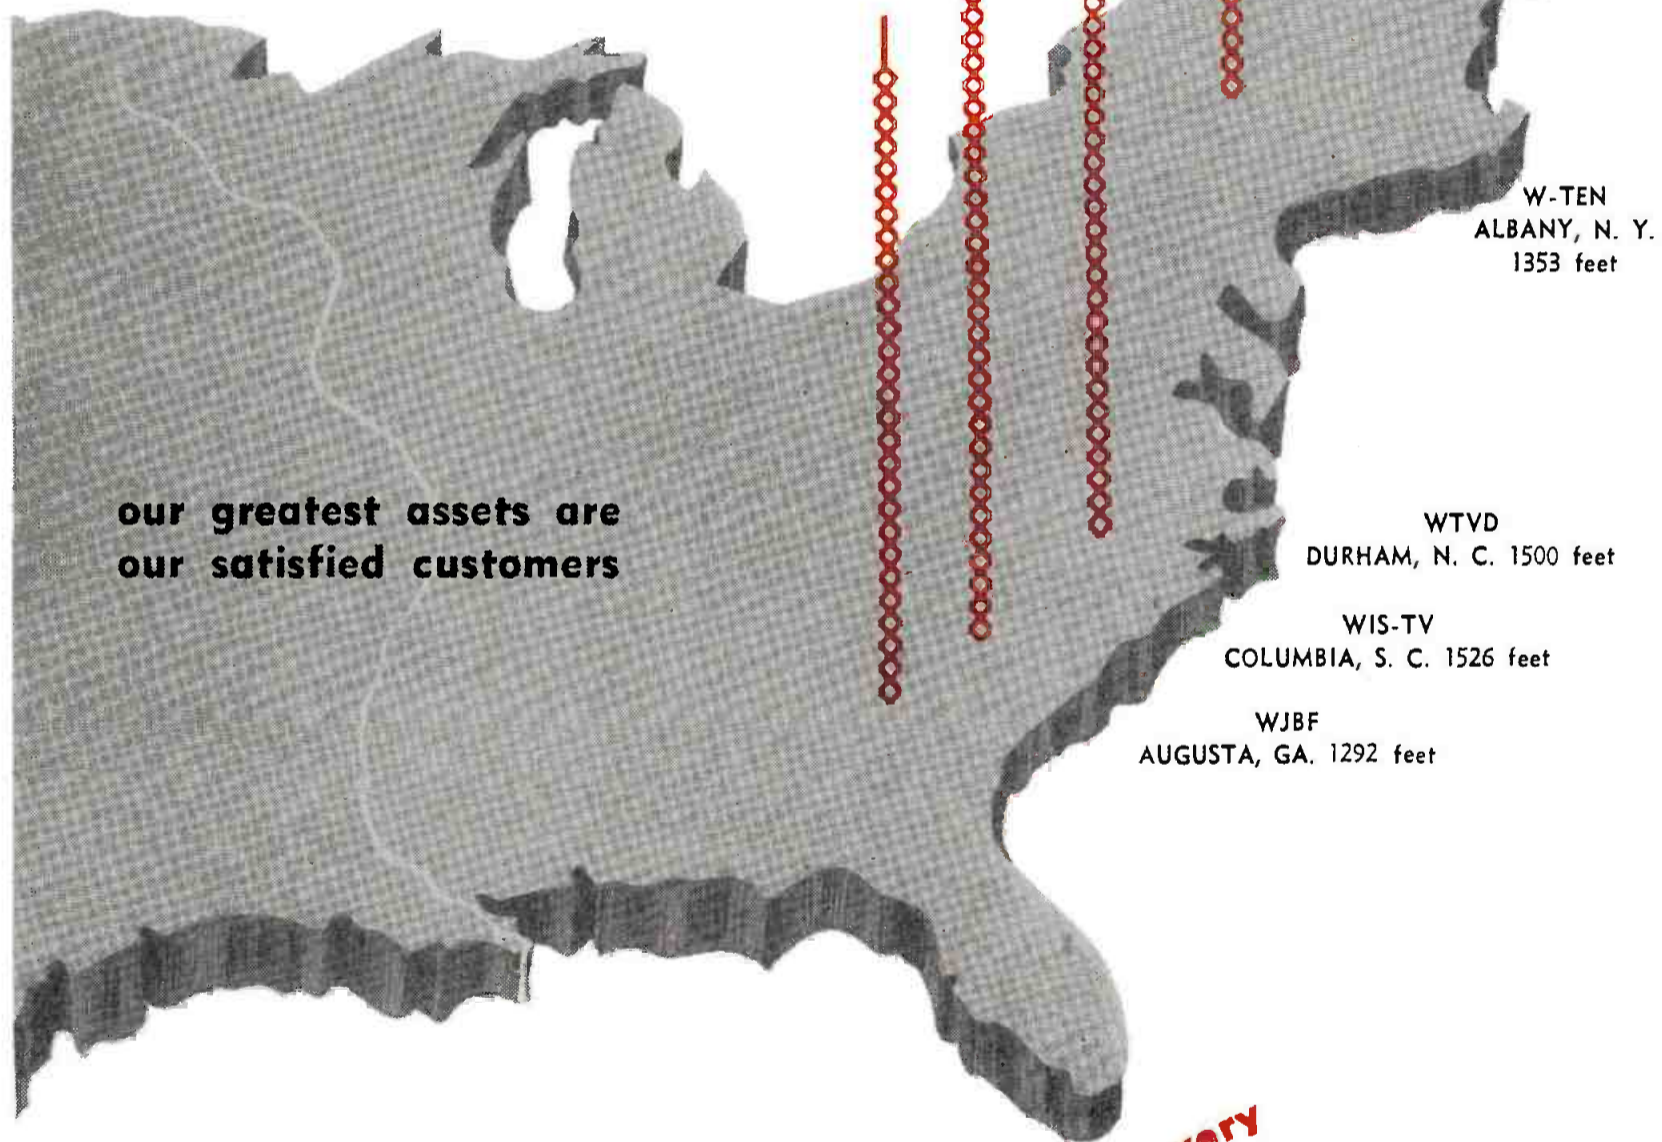 W-TEN
ALBANY, N. Y.
1353 feet
our greatest assets are
our satisfied customers
WTVD
DURHAM, N. C. 1500 feet
WIS-TV
COLUMBIA, S. C. 1526 feet
WJBF
AUGUSTA, GA. 1292 feet